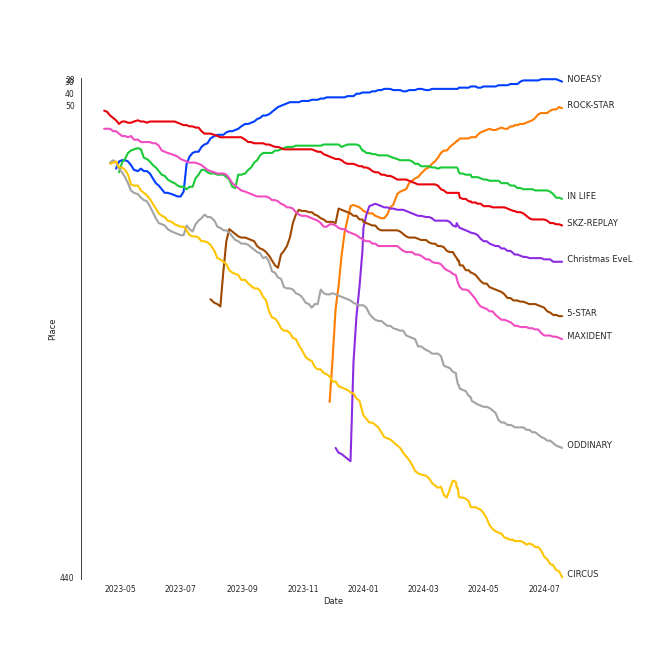 NOEASY
40
50
ROCK-STAR
IN LIFE
SKZ-REPLAY
Christmas EveL
Place
5-STAR
MAXIDENT
ODDINARY
440
CIRCUS
2023-05 2023-07 2023-09 2023-11 2024-01 2024-03 2024-05 2024-07
Date